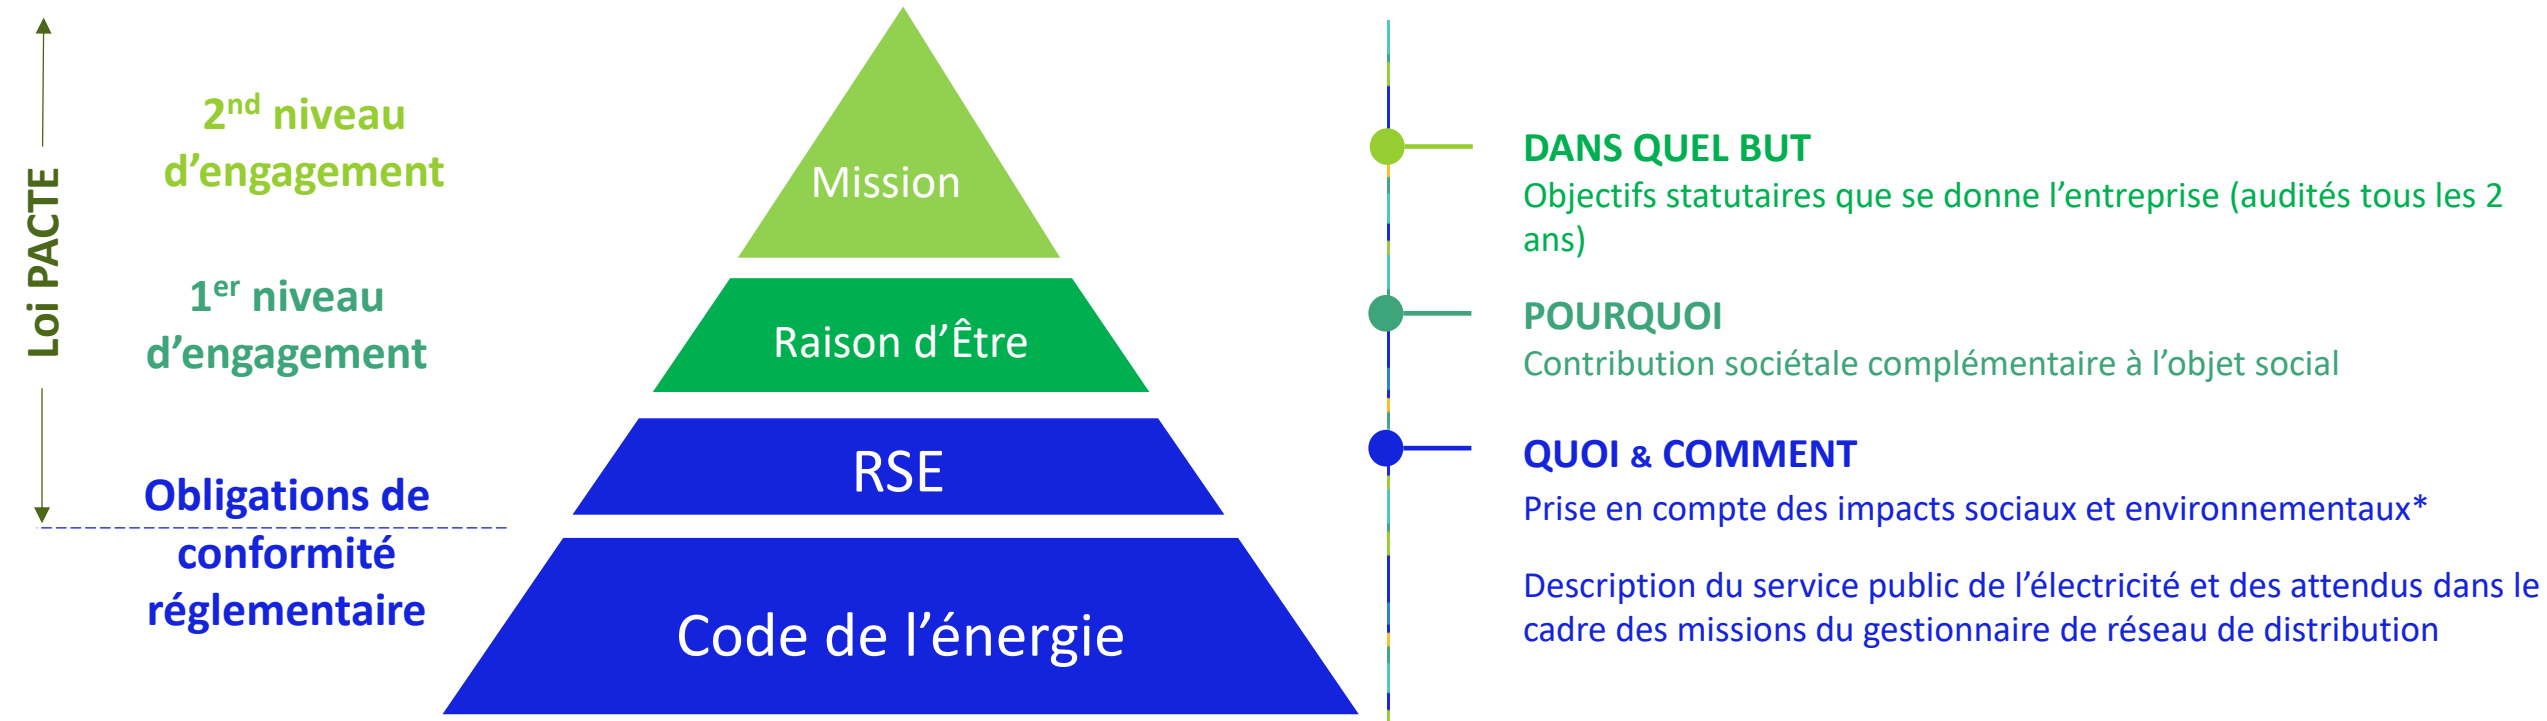 Loi PACTE
2nd niveau
d’engagement
1er niveau
d’engagement
Obligations de
conformité
réglementaire
Mission
Raison d’Être
RSE
Code de l’énergie
DANS QUEL BUT
Objectifs statutaires que se donne l’entreprise (audités tous les 2
ans)
POURQUOI
Contribution sociétale complémentaire à l’objet social
QUOI & COMMENT
Prise en compte des impacts sociaux et environnementaux*
Description du service public de l’électricité et des attendus dans le
cadre des missions du gestionnaire de réseau de distribution